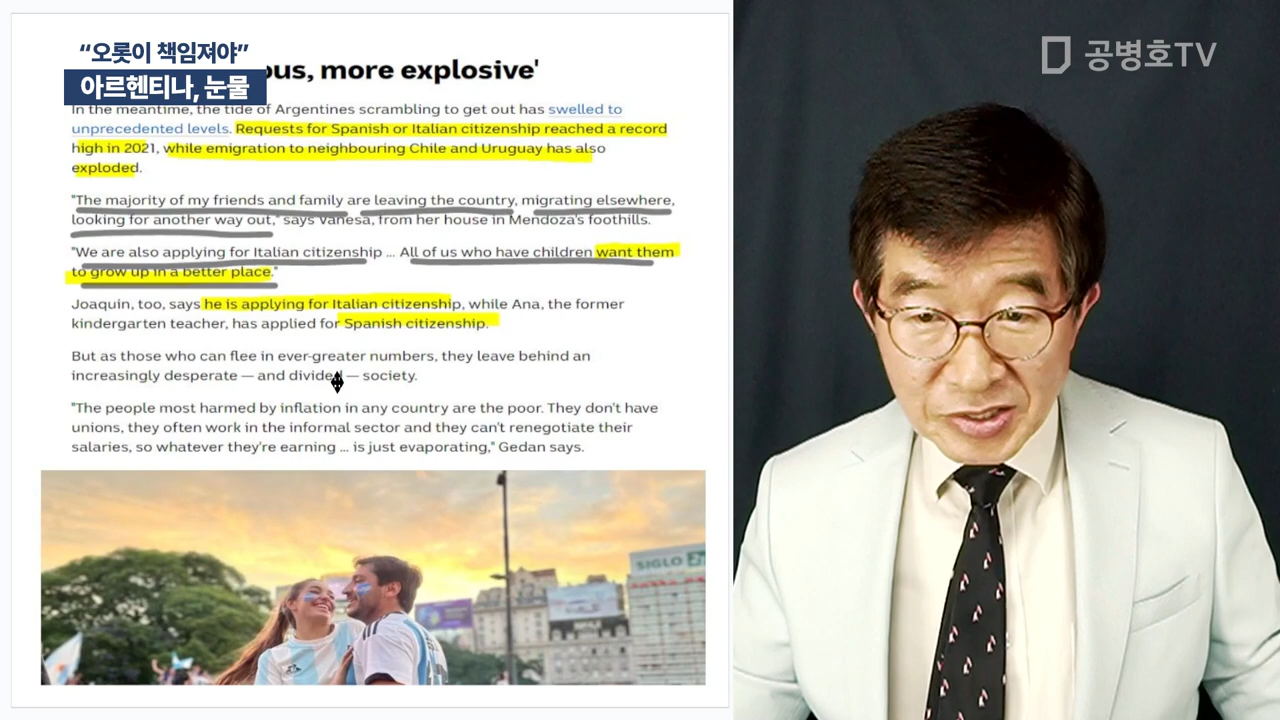 “오롯이 책임져야”
아르헨티나, 눈물
ous, more explosive'
In the meantime, the tide of Argentines scrambling to get out has swelled to
unprecedented levels. Requests for Spanish or Italian citizenship reached a record
high in 2021, while emigration to neighbouring Chile and Uruguay has also
exploded.
"The majority of my friends and family are leaving the country, migrating elsewhere,
looking for another way out," says Vanesa, from her house in Mendoza's foothills.
"We are also applying for Italian citizenship ... All of us who have children want them
to grow up in a better place."
Joaquin, too, says he is applying for Italian citizenship, while Ana, the former
kindergarten teacher, has applied for Spanish citizenship.
But as those who can flee in ever-greater numbers, they leave behind an
increasingly desperate — and divided — society.
"The people most harmed by inflation in any country are the poor. They don't have
unions, they often work in the informal sector and they can't renegotiate their
salaries, so whatever they're earning ... is just evaporating," Gedan says.
SIGLO
공병호TV